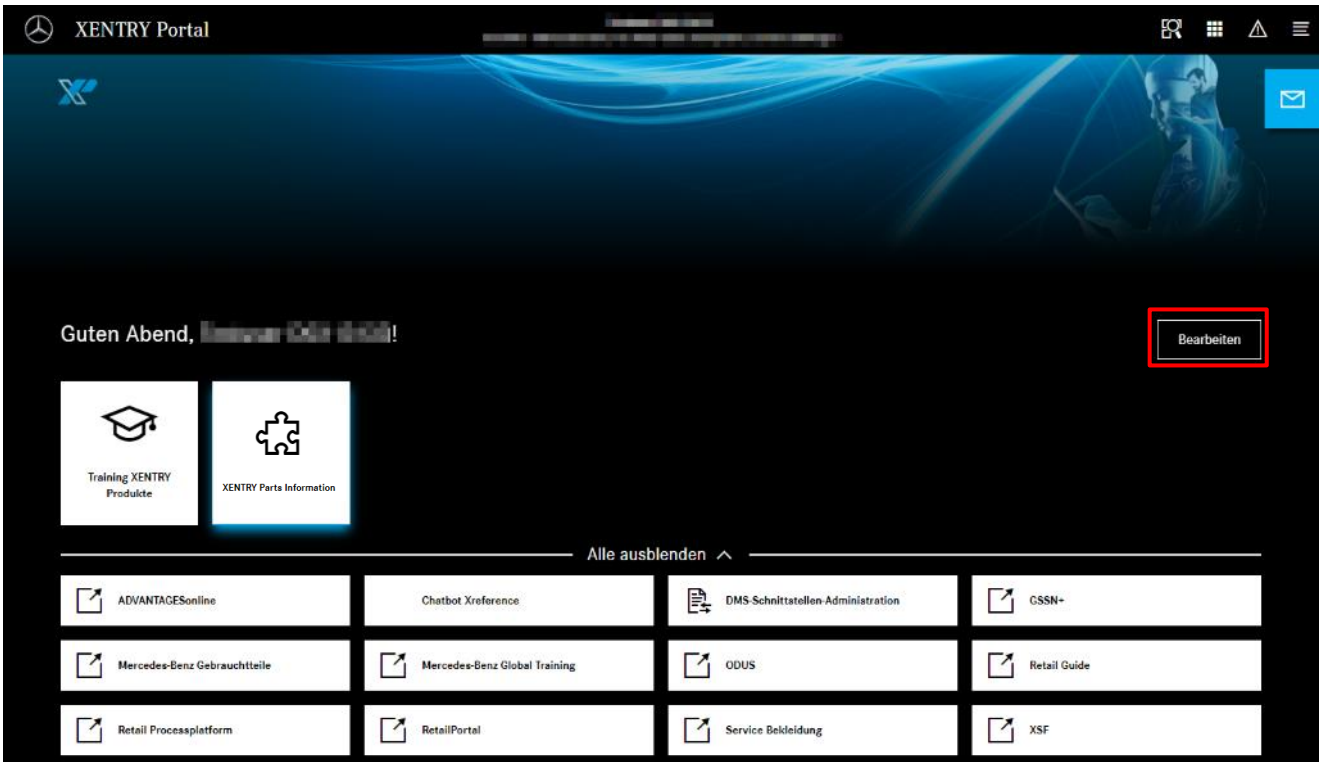 XENTRY Portal
Guten Abend, !
Bearbeiten
Training XENTRY
Produkte
XENTRY Parts Information
Alle ausblenden
ADVANTAGESonline
Chatbot Xreference
DMS-Schnittstellen-Administration
GSSN+
Mercedes-Benz Gebrauchtteile
Mercedes-Benz Global Training
ODUS
Retail Guide
Retail Processplatform
RetailPortal
Service Bekleidung
XSF